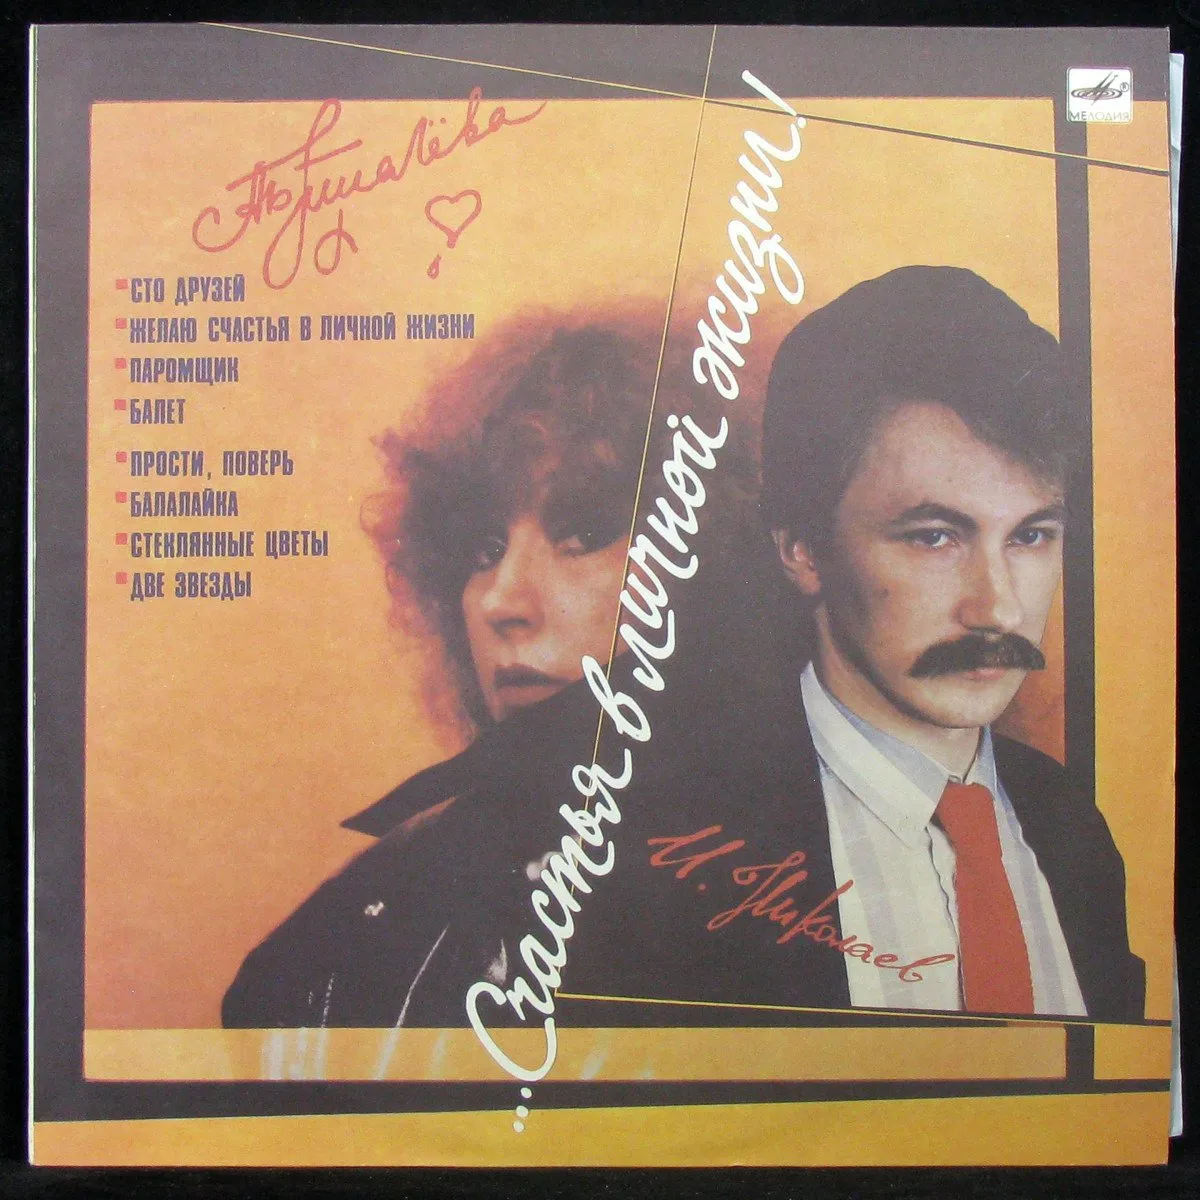 А Б Пугачёва
МЕЛОДИЯ
СТО ДРУЗЕЙ
ЖЕЛАЮ СЧАСТЬЯ В ЛИЧНОЙ ЖИЗНИ
ПАРОМЩИК
БАЛЕТ
ПРОСТИ, ПОВЕРЬ
БАЛАЛАЙКА
СТЕКЛЯННЫЕ ЦВЕТЫ
ДВЕ ЗВЕЗДЫ
...Счастья в личной жизни!
И. Николаев